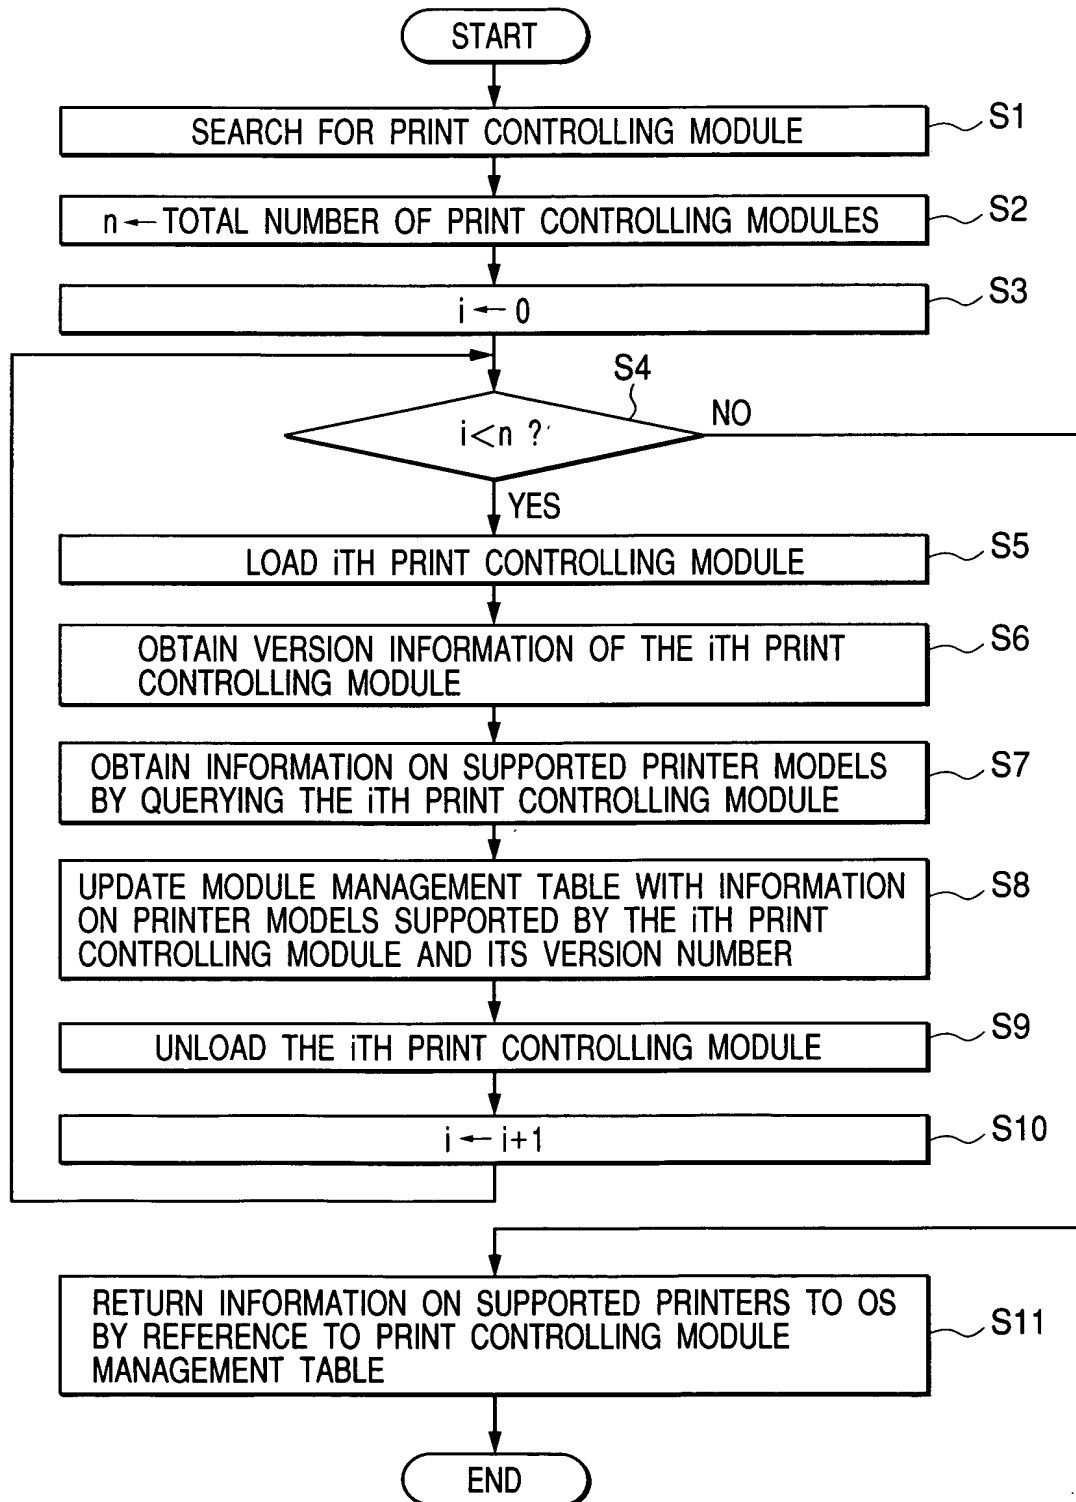 START
SEARCH FOR PRINT CONTROLLING MODULE
S1
n ← TOTAL NUMBER OF PRINT CONTROLLING MODULES
S2
i ← 0
S3
S4
i<n ?
NO
YES
LOAD iTH PRINT CONTROLLING MODULE
S5
OBTAIN VERSION INFORMATION OF THE iTH PRINT
CONTROLLING MODULE
S6
OBTAIN INFORMATION ON SUPPORTED PRINTER MODELS
BY QUERYING THE iTH PRINT CONTROLLING MODULE
S7
UPDATE MODULE MANAGEMENT TABLE WITH INFORMATION
ON PRINTER MODELS SUPPORTED BY THE iTH PRINT
CONTROLLING MODULE AND ITS VERSION NUMBER
S8
UNLOAD THE iTH PRINT CONTROLLING MODULE
S9
i ← i+1
S10
RETURN INFORMATION ON SUPPORTED PRINTERS TO OS
BY REFERENCE TO PRINT CONTROLLING MODULE
MANAGEMENT TABLE
S11
END